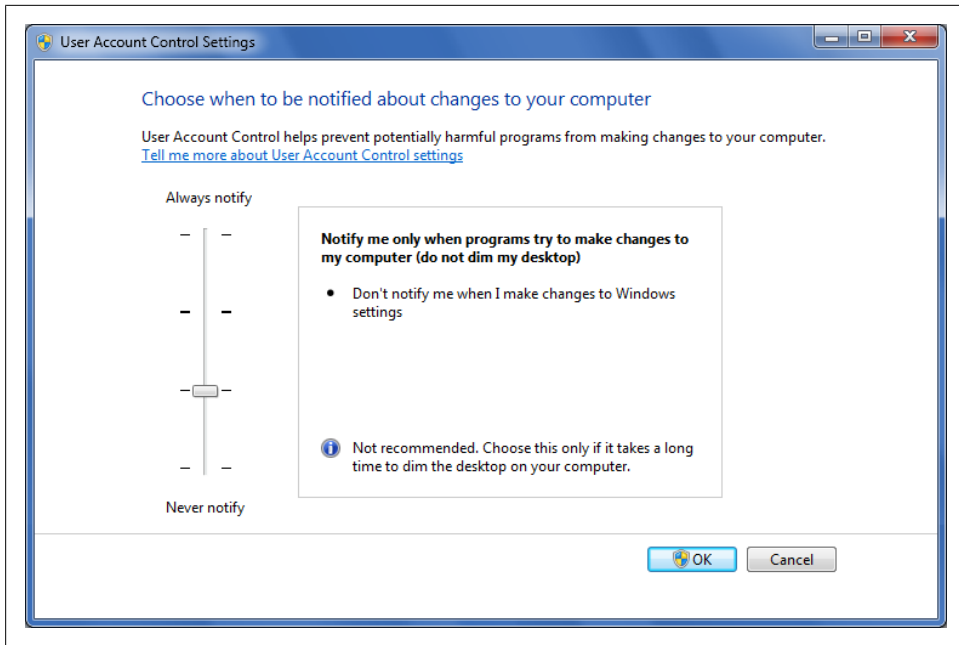 User Account Control Settings
Choose when to be notified about changes to your computer
User Account Control helps prevent potentially harmful programs from making changes to your computer.
Tell me more about User Account Control settings
Always notify
Notify me only when programs try to make changes to
my computer (do not dim my desktop)
• Don't notify me when I make changes to Windows
settings
Not recommended. Choose this only if it takes a long
time to dim the desktop on your computer.
Never notify
OK
Cancel